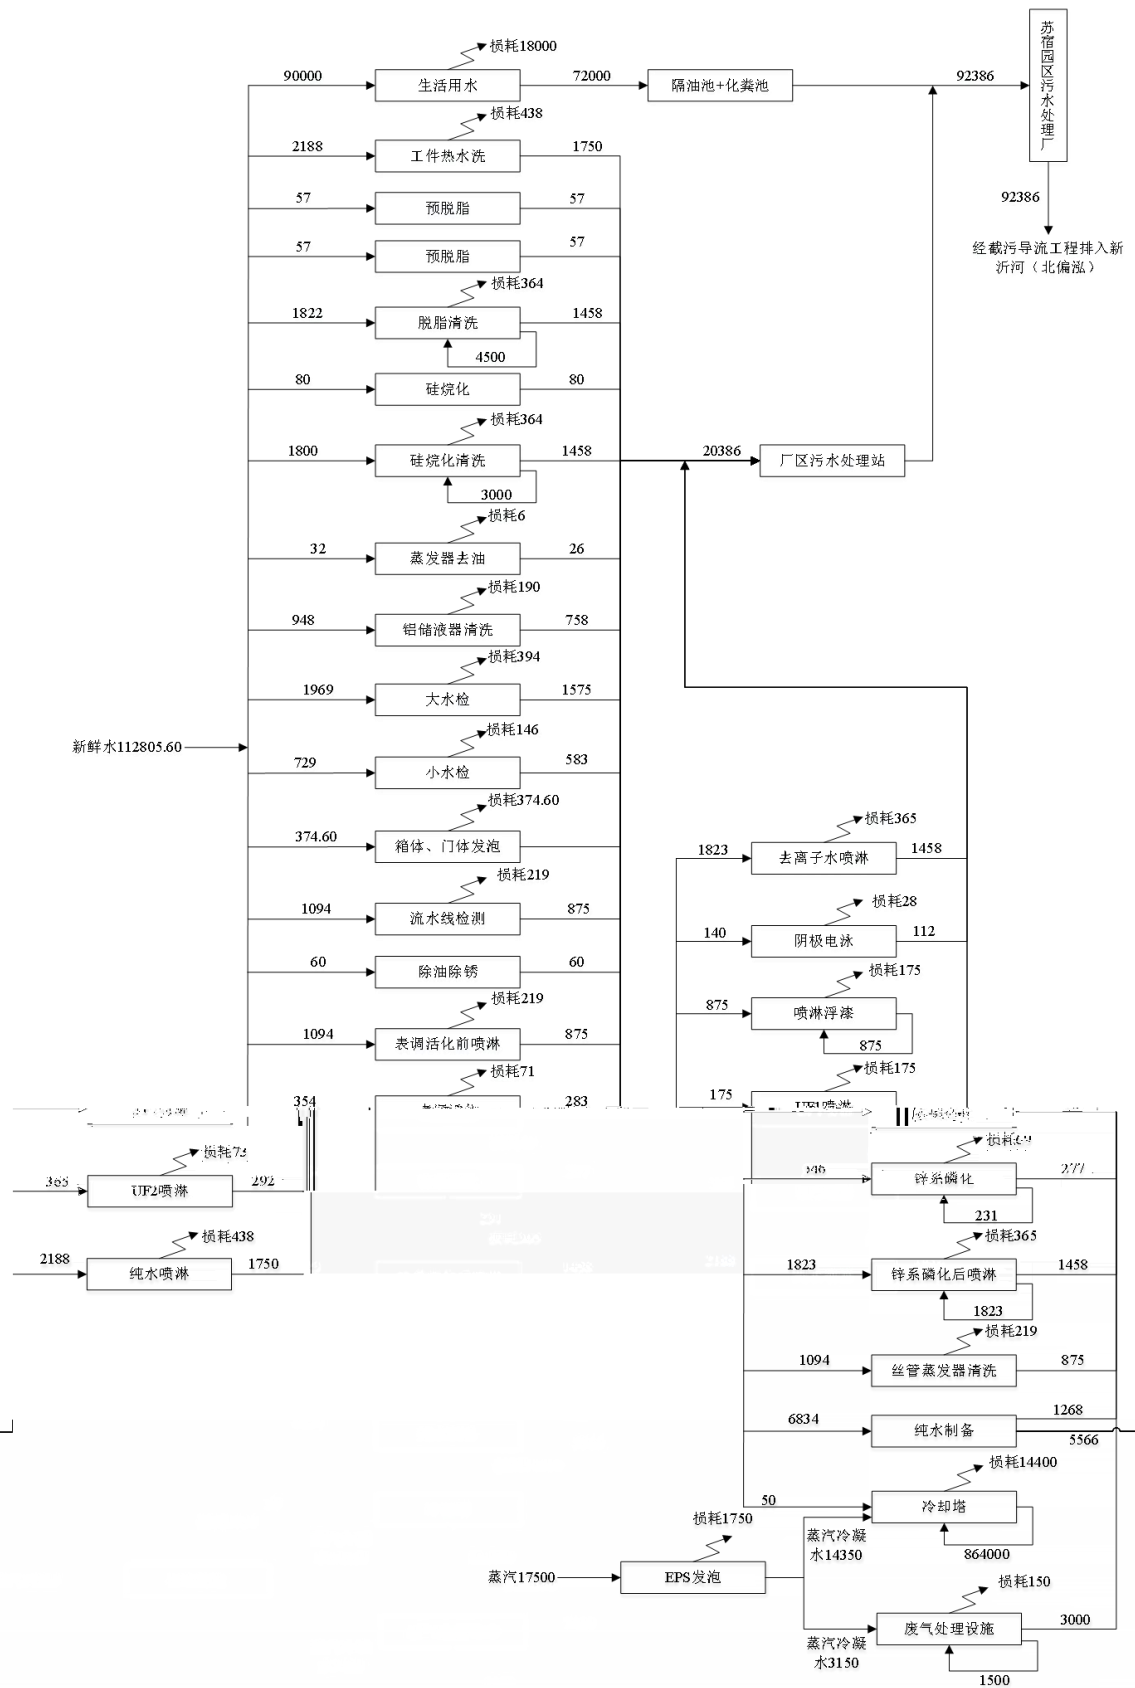 损耗18000
90000
生活用水
72000
隔油池+化粪池
92386
苏宿园区污水处理厂
损耗438
2188
工件热水洗
1750
92386
57
预脱脂
57
57
预脱脂
57
经截污导流工程排入新
沂河（北偏泓）
损耗364
1822
脱脂清洗
1458
4500
80
硅烷化
80
损耗364
1800
硅烷化清洗
1458
3000
20386
厂区污水处理站
损耗6
32
蒸发器去油
26
损耗190
948
铝储液器清洗
758
损耗394
1969
大水检
1575
新鲜水112805.60
损耗146
729
小水检
583
损耗374.60
374.60
箱体、门体发泡
损耗365
1823
去离子水喷淋
1458
损耗219
1094
流水线检测
875
损耗28
140
阴极电泳
112
60
除油除锈
60
损耗175
875
喷淋浮漆
875
损耗219
1094
表调活化前喷淋
875
损耗71
354
283
损耗175
175
UF1喷淋
损耗73
365
UF2喷淋
292
锌系磷化
277
231
损耗438
2188
纯水喷淋
1750
损耗365
1823
锌系磷化后喷淋
1458
1823
损耗219
1094
丝管蒸发器清洗
875
6834
纯水制备
1268
5566
损耗14400
50
冷却塔
864000
损耗1750
蒸汽17500
EPS发泡
蒸汽冷凝
水14350
损耗150
废气处理设施
3000
蒸汽冷凝
水3150
1500